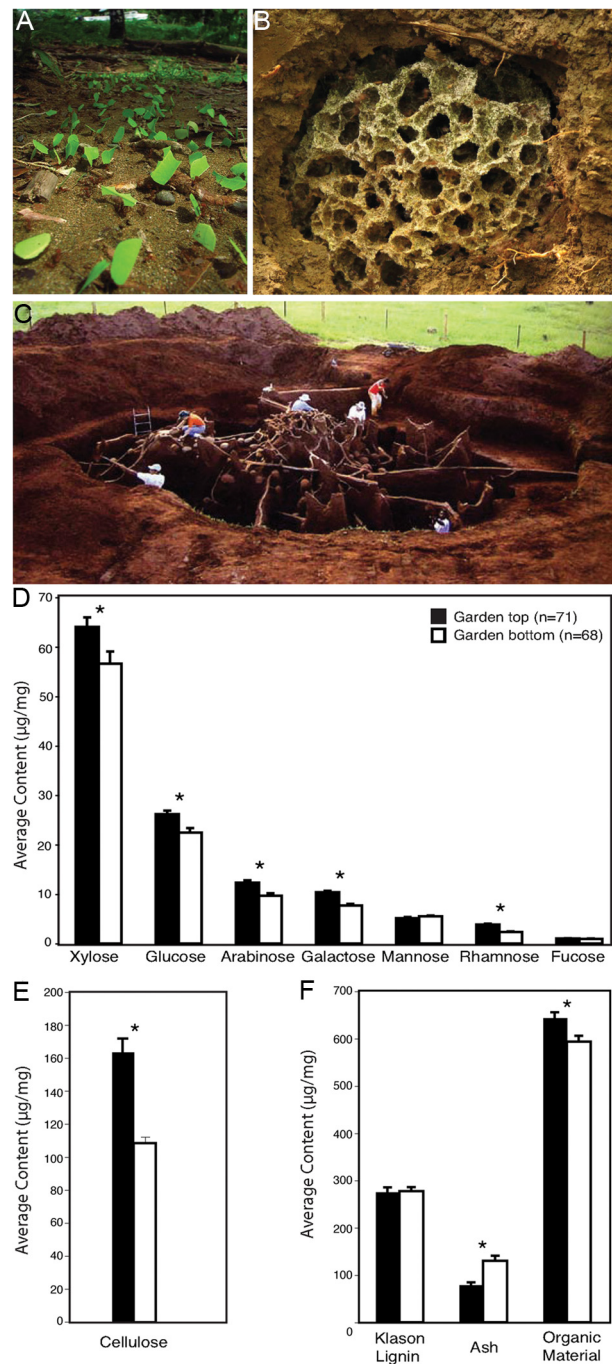 A
B
C
D
70
60
50
40
30
20
10
0
Average Content (µg/mg)
Garden top (n=71)
Garden bottom (n=68)
*
*
*
*
*
Xylose Glucose Arabinose Galactose Mannose Rhamnose Fucose
E
200
180
160
140
120
100
80
60
40
20
0
Average Content (µg/mg)
*
Cellulose
F
700
600
500
400
300
200
100
0
Average Content (µg/mg)
*
*
Klason
Lignin
Ash
Organic
Material